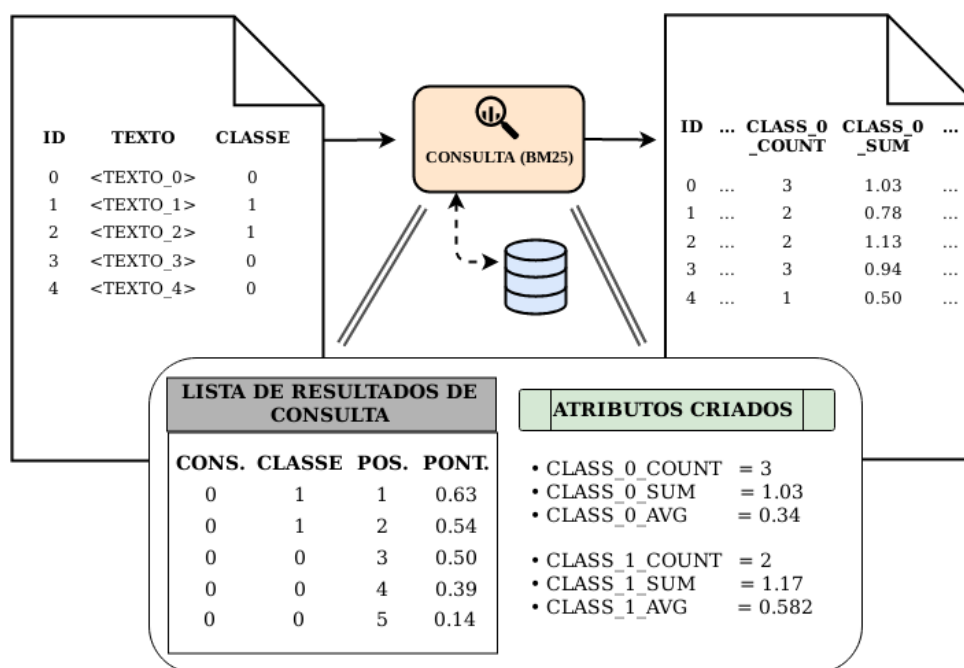 ID TEXTO CLASSE
0 <TEXTO_0> 0
1 <TEXTO_1> 1
2 <TEXTO_2> 1
3 <TEXTO_3> 0
4 <TEXTO_4> 0
CONSULTA (BM25)
ID ... CLASS_0 CLASS_0 ...
_COUNT _SUM
0 ... 3 1.03 ...
1 ... 2 0.78 ...
2 ... 2 1.13 ...
3 ... 3 0.94 ...
4 ... 1 0.50 ...
LISTA DE RESULTADOS DE
CONSULTA
CONS. CLASSE POS. PONT.
0 1 1 0.63
0 1 2 0.54
0 0 3 0.50
0 0 4 0.39
0 0 5 0.14
ATRIBUTOS CRIADOS
• CLASS_0_COUNT = 3
• CLASS_0_SUM = 1.03
• CLASS_0_AVG = 0.34
• CLASS_1_COUNT = 2
• CLASS_1_SUM = 1.17
• CLASS_1_AVG = 0.582